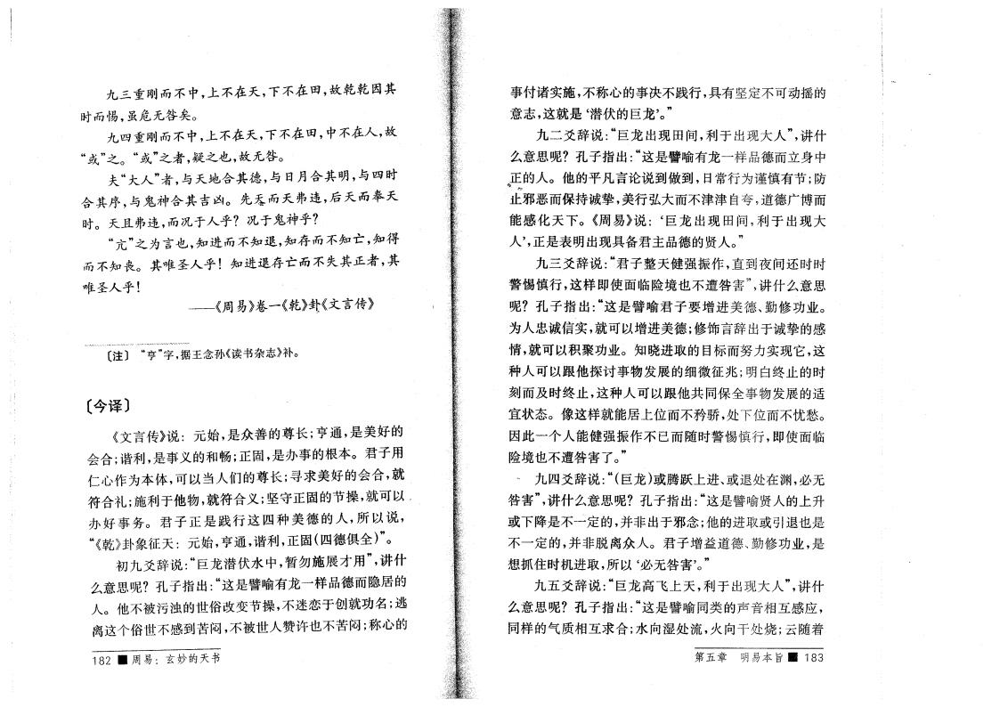 九三重刚而不中,上不在天,下不在田,故乾乾因其
时而惕,虽危无咎矣。
九四重刚而不中,上不在天,下不在田,中不在人,故
“或”之。“或”之者,疑之也,故无咎。
夫“大人”者,与天地合其德,与日月合其明,与四时
合其序,与鬼神合其吉凶。先天而天弗违,后天而奉天
时。天且弗违,而况于人乎?况于鬼神乎?
“亢”之为言也,知进而不知退,知存而不知亡,知得
而不知丧。其唯圣人乎!知进退存亡而不失其正者,其
唯圣人乎!
——《周易》卷一《乾》卦《文言传》
〔注〕 “亨”字,据王念孙《读书杂志》补。
〔今译〕
《文言传》说:元始,是众善的尊长;亨通,是美好的
会合;谐利,是事义的和畅;正固,是办事的根本。君子用
仁心作为本体,可以当人们的尊长;寻求美好的会合,就
符合礼;施利于他物,就符合义;坚守正固的节操,就可以
办好事务。君子正是践行这四种美德的人,所以说,
“《乾》卦象征天:元始,亨通,谐利,正固(四德俱全)”。
初九爻辞说:“巨龙潜伏水中,暂勿施展才用”,讲什
么意思呢?孔子指出:“这是譬喻有龙一样品德而隐居的
人。他不被污浊的世俗改变节操,不迷恋于创就功名;逃
离这个俗世不感到苦闷,不被世人赞许也不苦闷;称心的
182 ■ 周易:玄妙的天书
事付诸实施,不称心的事决不践行,具有坚定不可动摇的
意志,这就是‘潜伏的巨龙’。”
九二爻辞说:“巨龙出现田间,利于出现大人”,讲什
么意思呢?孔子指出:“这是譬喻有龙一样品德而立身中
正的人。他的平凡言论说到做到,日常行为谨慎有节;防
止邪恶而保持诚挚,美行弘大而不津津自夸,道德广博而
能感化天下。《周易》说:‘巨龙出现田间,利于出现大
人’,正是表明出现具备君主品德的贤人。”
九三爻辞说:“君子整天健强振作,直到夜间还时时
警惕慎行,这样即使面临险境也不遭咎害”,讲什么意思
呢?孔子指出:“这是譬喻君子要增进美德、勤修功业。
为人忠诚信实,就可以增进美德;修饰言辞出于诚挚的感
情,就可以积聚功业。知晓进取的目标而努力实现它,这
种人可以跟他探讨事物发展的细微征兆;明白终止的时
刻而及时终止,这种人可以跟他共同保全事物发展的适
宜状态。像这样就能居上位而不矜骄,处下位而不忧愁。
因此一个人能健强振作不已而随时警惕慎行,即使面临
险境也不遭咎害了。”
九四爻辞说:“(巨龙)或腾跃上进、或退处在渊,必无
咎害”,讲什么意思呢?孔子指出:“这是譬喻贤人的上升
或下降是不一定的,并非出于邪念;他的进取或引退也是
不一定的,并非脱离众人。君子增益道德、勤修功业,是
想抓住时机进取,所以‘必无咎害’。”
九五爻辞说:“巨龙高飞上天,利于出现大人”,讲什
么意思呢?孔子指出:“这是譬喻同类的声音相互感应,
同样的气质相互求合;水向湿处流,火向干处烧;云随着
第五章 明易本旨 ■ 183